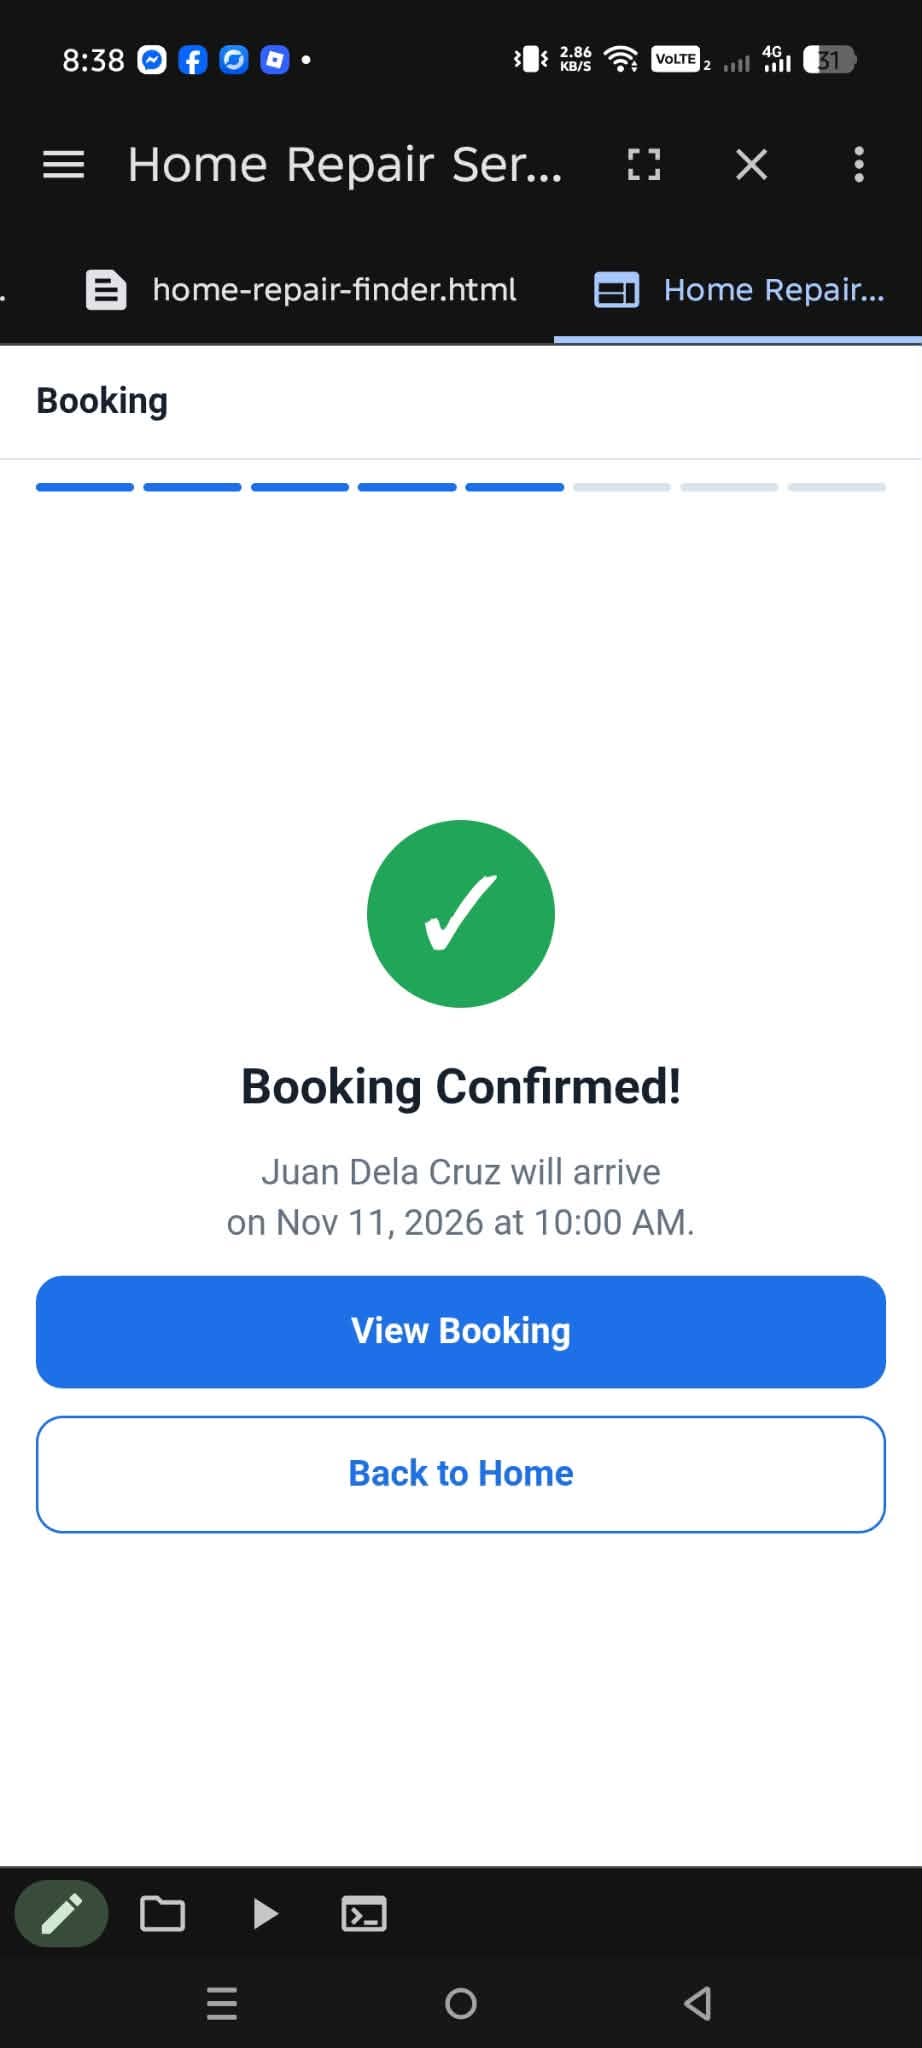 8:38
2.86
KB/S
VoLTE 2
4G
31
Home Repair Ser...
.
home-repair-finder.html
Home Repair...
Booking
Booking Confirmed!
Juan Dela Cruz will arrive
on Nov 11, 2026 at 10:00 AM.
View Booking
Back to Home